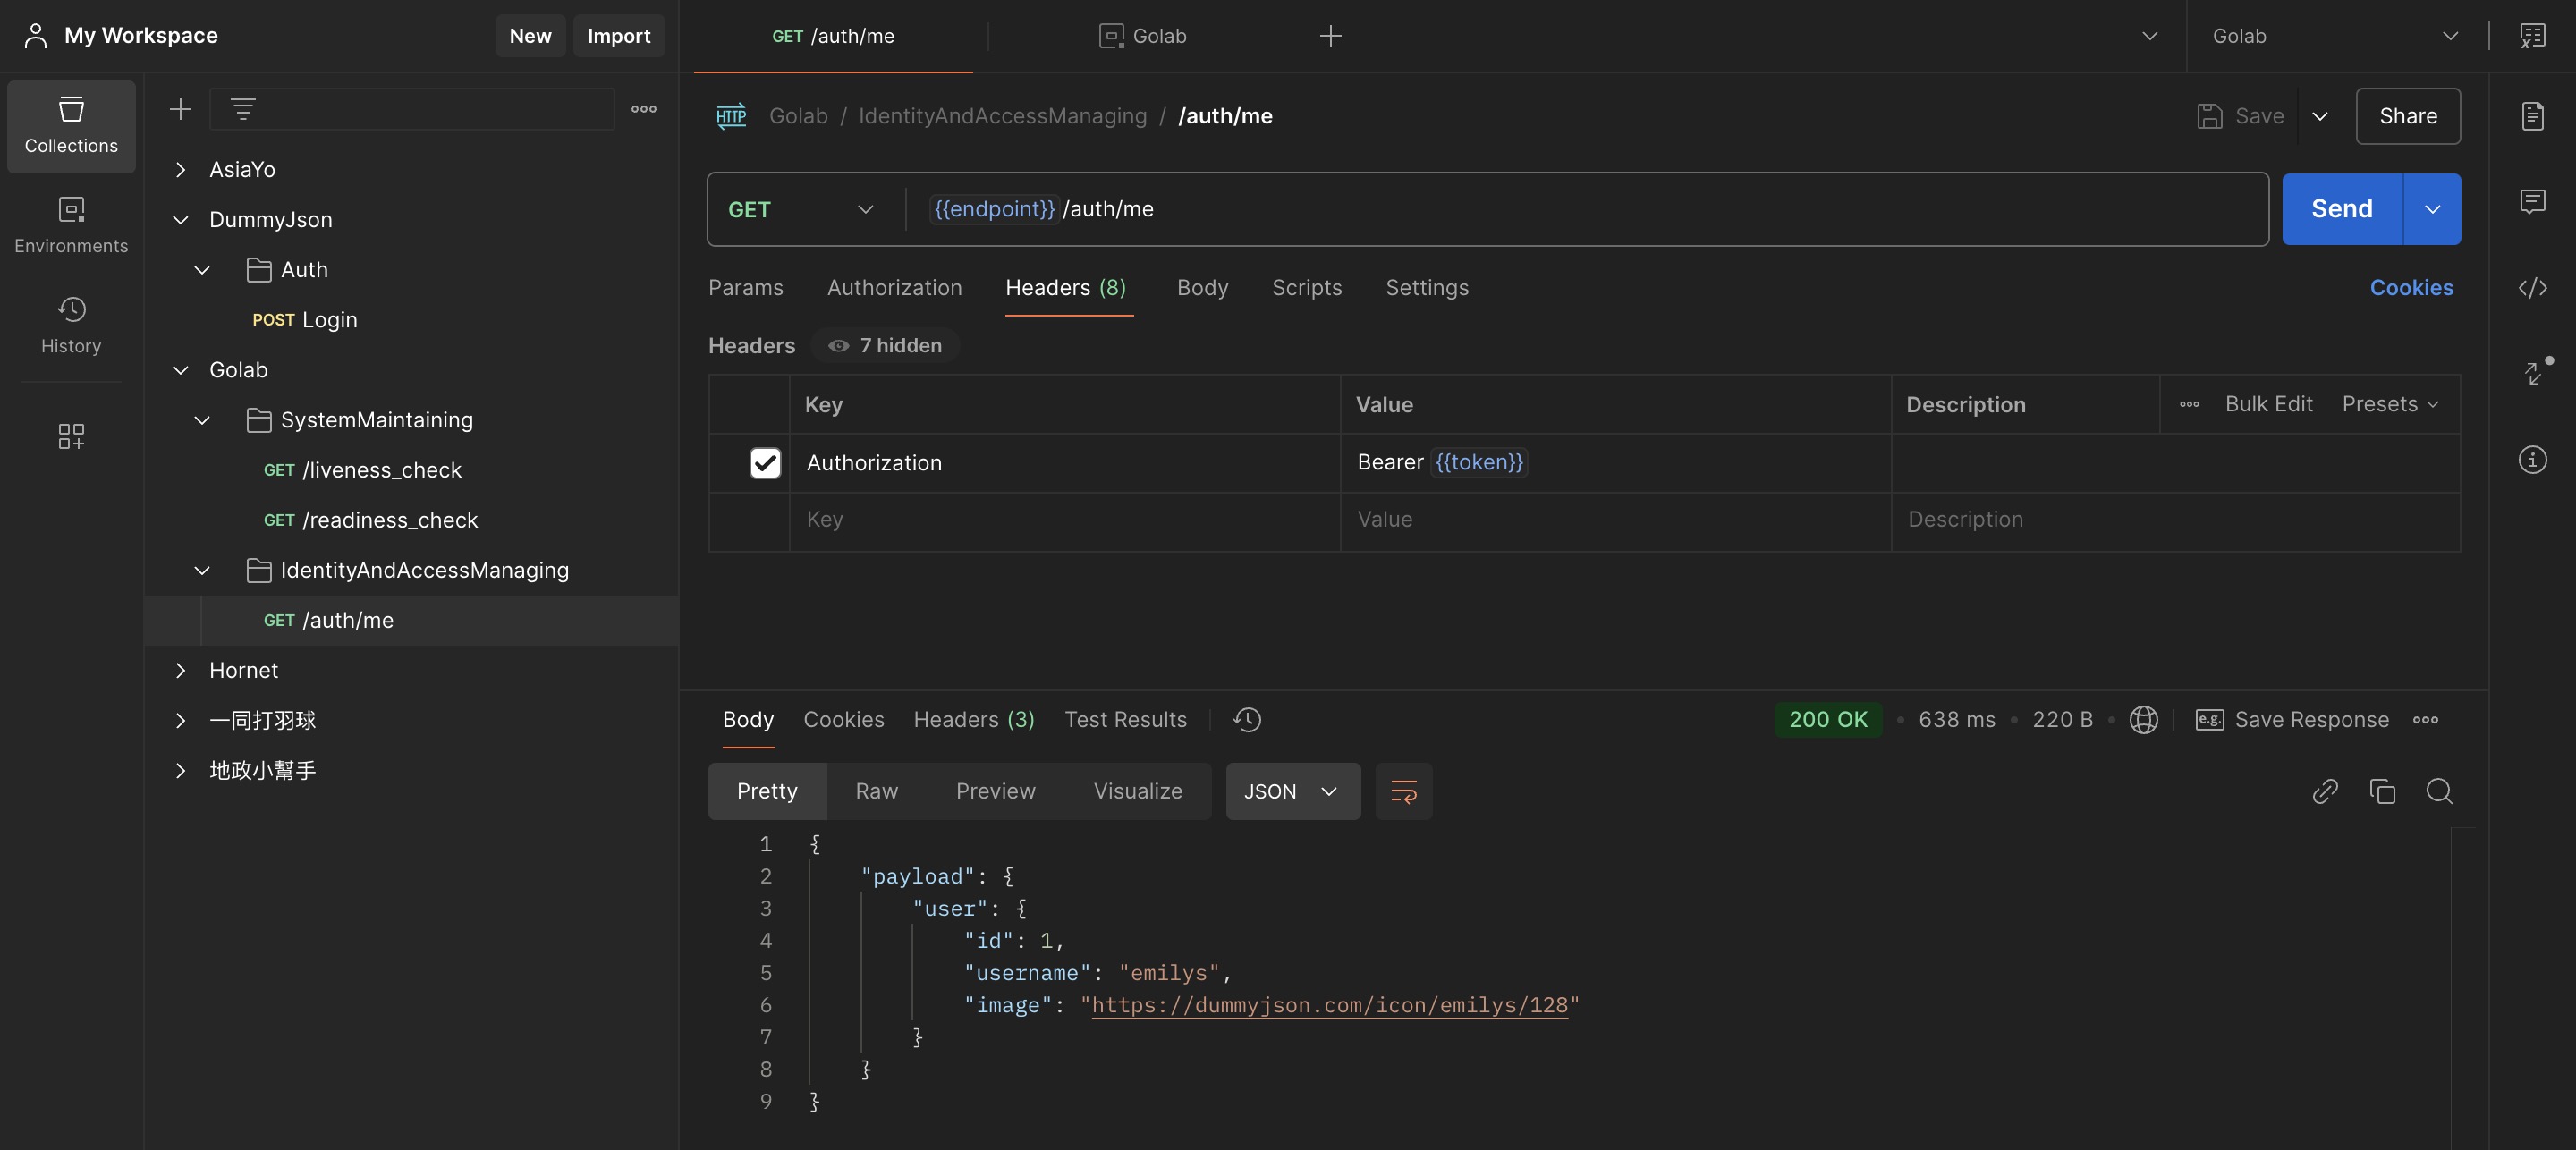 My Workspace
New
Import
GET /auth/me
Golab
Golab
Collections
Environments
History
AsiaYo
DummyJson
Auth
POST Login
Golab
SystemMaintaining
GET /liveness_check
GET /readiness_check
IdentityAndAccessManaging
GET /auth/me
Hornet
一同打羽球
地政小幫手
HTTP Golab / IdentityAndAccessManaging / /auth/me
Save
Share
GET {{endpoint}}/auth/me
Send
Params Authorization Headers (8) Body Scripts Settings Cookies
Headers 7 hidden
Key Value Description Bulk Edit Presets
Authorization Bearer {{token}}
Key Value Description
Body Cookies Headers (3) Test Results 200 OK 638 ms 220 B e.g. Save Response
Pretty Raw Preview Visualize JSON
1 {
2 "payload": {
3 "user": {
4 "id": 1,
5 "username": "emilys",
6 "image": "https://dummyjson.com/icon/emilys/128"
7 }
8 }
9 }